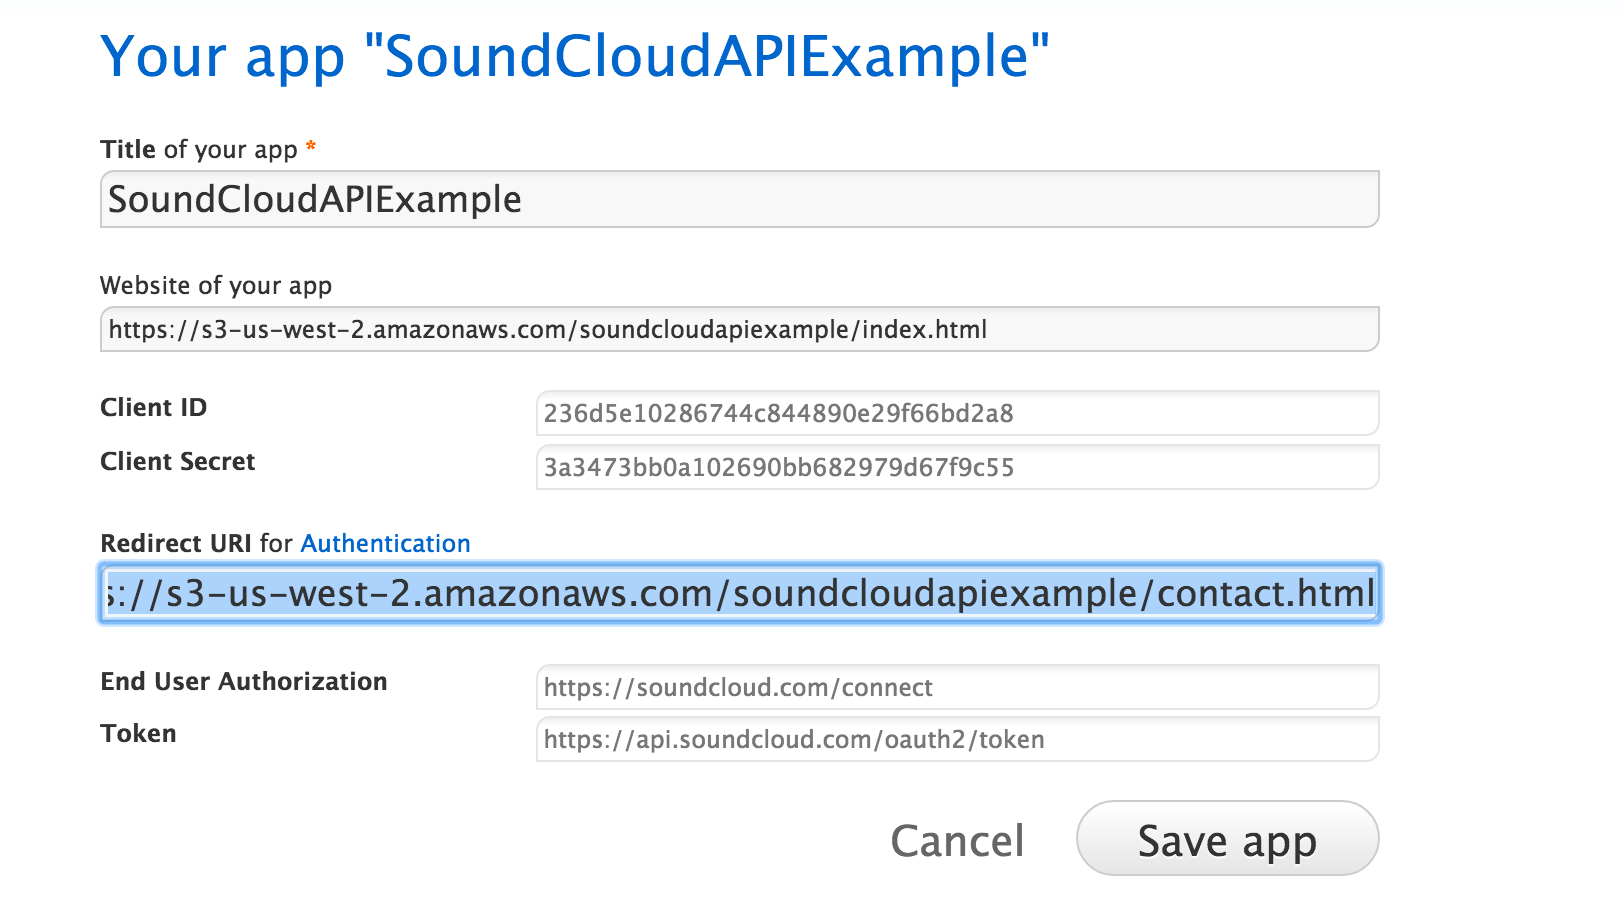 Your app "SoundCloudAPIExample"
Title of your app *
SoundCloudAPIExample
Website of your app
https://s3-us-west-2.amazonaws.com/soundcloudapiexample/index.html
Client ID
236d5e10286744c844890e29f66bd2a8
Client Secret
3a3473bb0a102690bb682979d67f9c55
Redirect URI for Authentication
s://s3-us-west-2.amazonaws.com/soundcloudapiexample/contact.html
End User Authorization
https://soundcloud.com/connect
Token
https://api.soundcloud.com/oauth2/token
Cancel
Save app